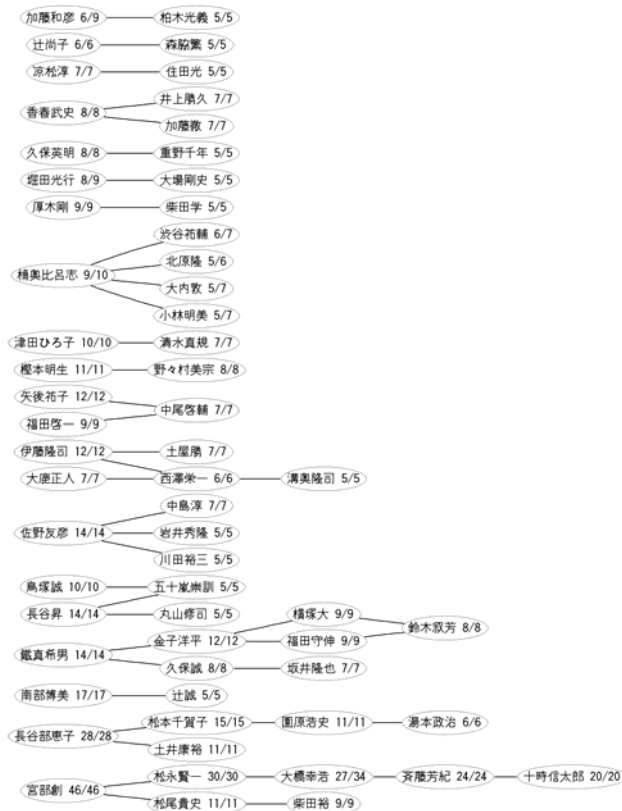 加藤和彦 6/9 柏木光義 5/5
辻尚子 6/6 森脇繁 5/5
涼松淳 7/7 住田光 5/5
井上勝久 7/7
香春武史 8/8
加藤徹 7/7
久保英明 8/8 重野千年 5/5
堀田光行 8/9 大場剛史 5/5
厚木剛 9/9 柴田学 5/5
渋谷祐輔 6/7
北原隆 5/6
植奥比呂志 9/10
大内敦 5/7
小林明美 5/7
津田ひろ子 10/10 清水真規 7/7
樫本明生 11/11 野々村美宗 8/8
矢後祐子 12/12
中尾啓輔 7/7
福田啓一 9/9
伊藤隆司 12/12 土屋勝 7/7
大鹿正人 7/7 西澤栄一 6/6 溝奥隆司 5/5
中島淳 7/7
佐野友彦 14/14 岩井秀隆 5/5
川田裕三 5/5
鳥塚誠 10/10 五十嵐崇訓 5/5
長谷昇 14/14 丸山修司 5/5
横塚大 9/9
金子洋平 12/12 福田守伸 9/9 鈴木叙芳 8/8
鑑真希男 14/14
久保誠 8/8 坂井隆也 7/7
南部博美 17/17 辻誠 5/5
松本千賀子 15/15 園原浩史 11/11 湯本政治 6/6
長谷部恵子 28/28
土井康裕 11/11
松永賢一 30/30 大橋幸浩 27/34 斉藤芳紀 24/24 十時信太郎 20/20
宮部創 46/46
松尾貴史 11/11 柴田裕 9/9